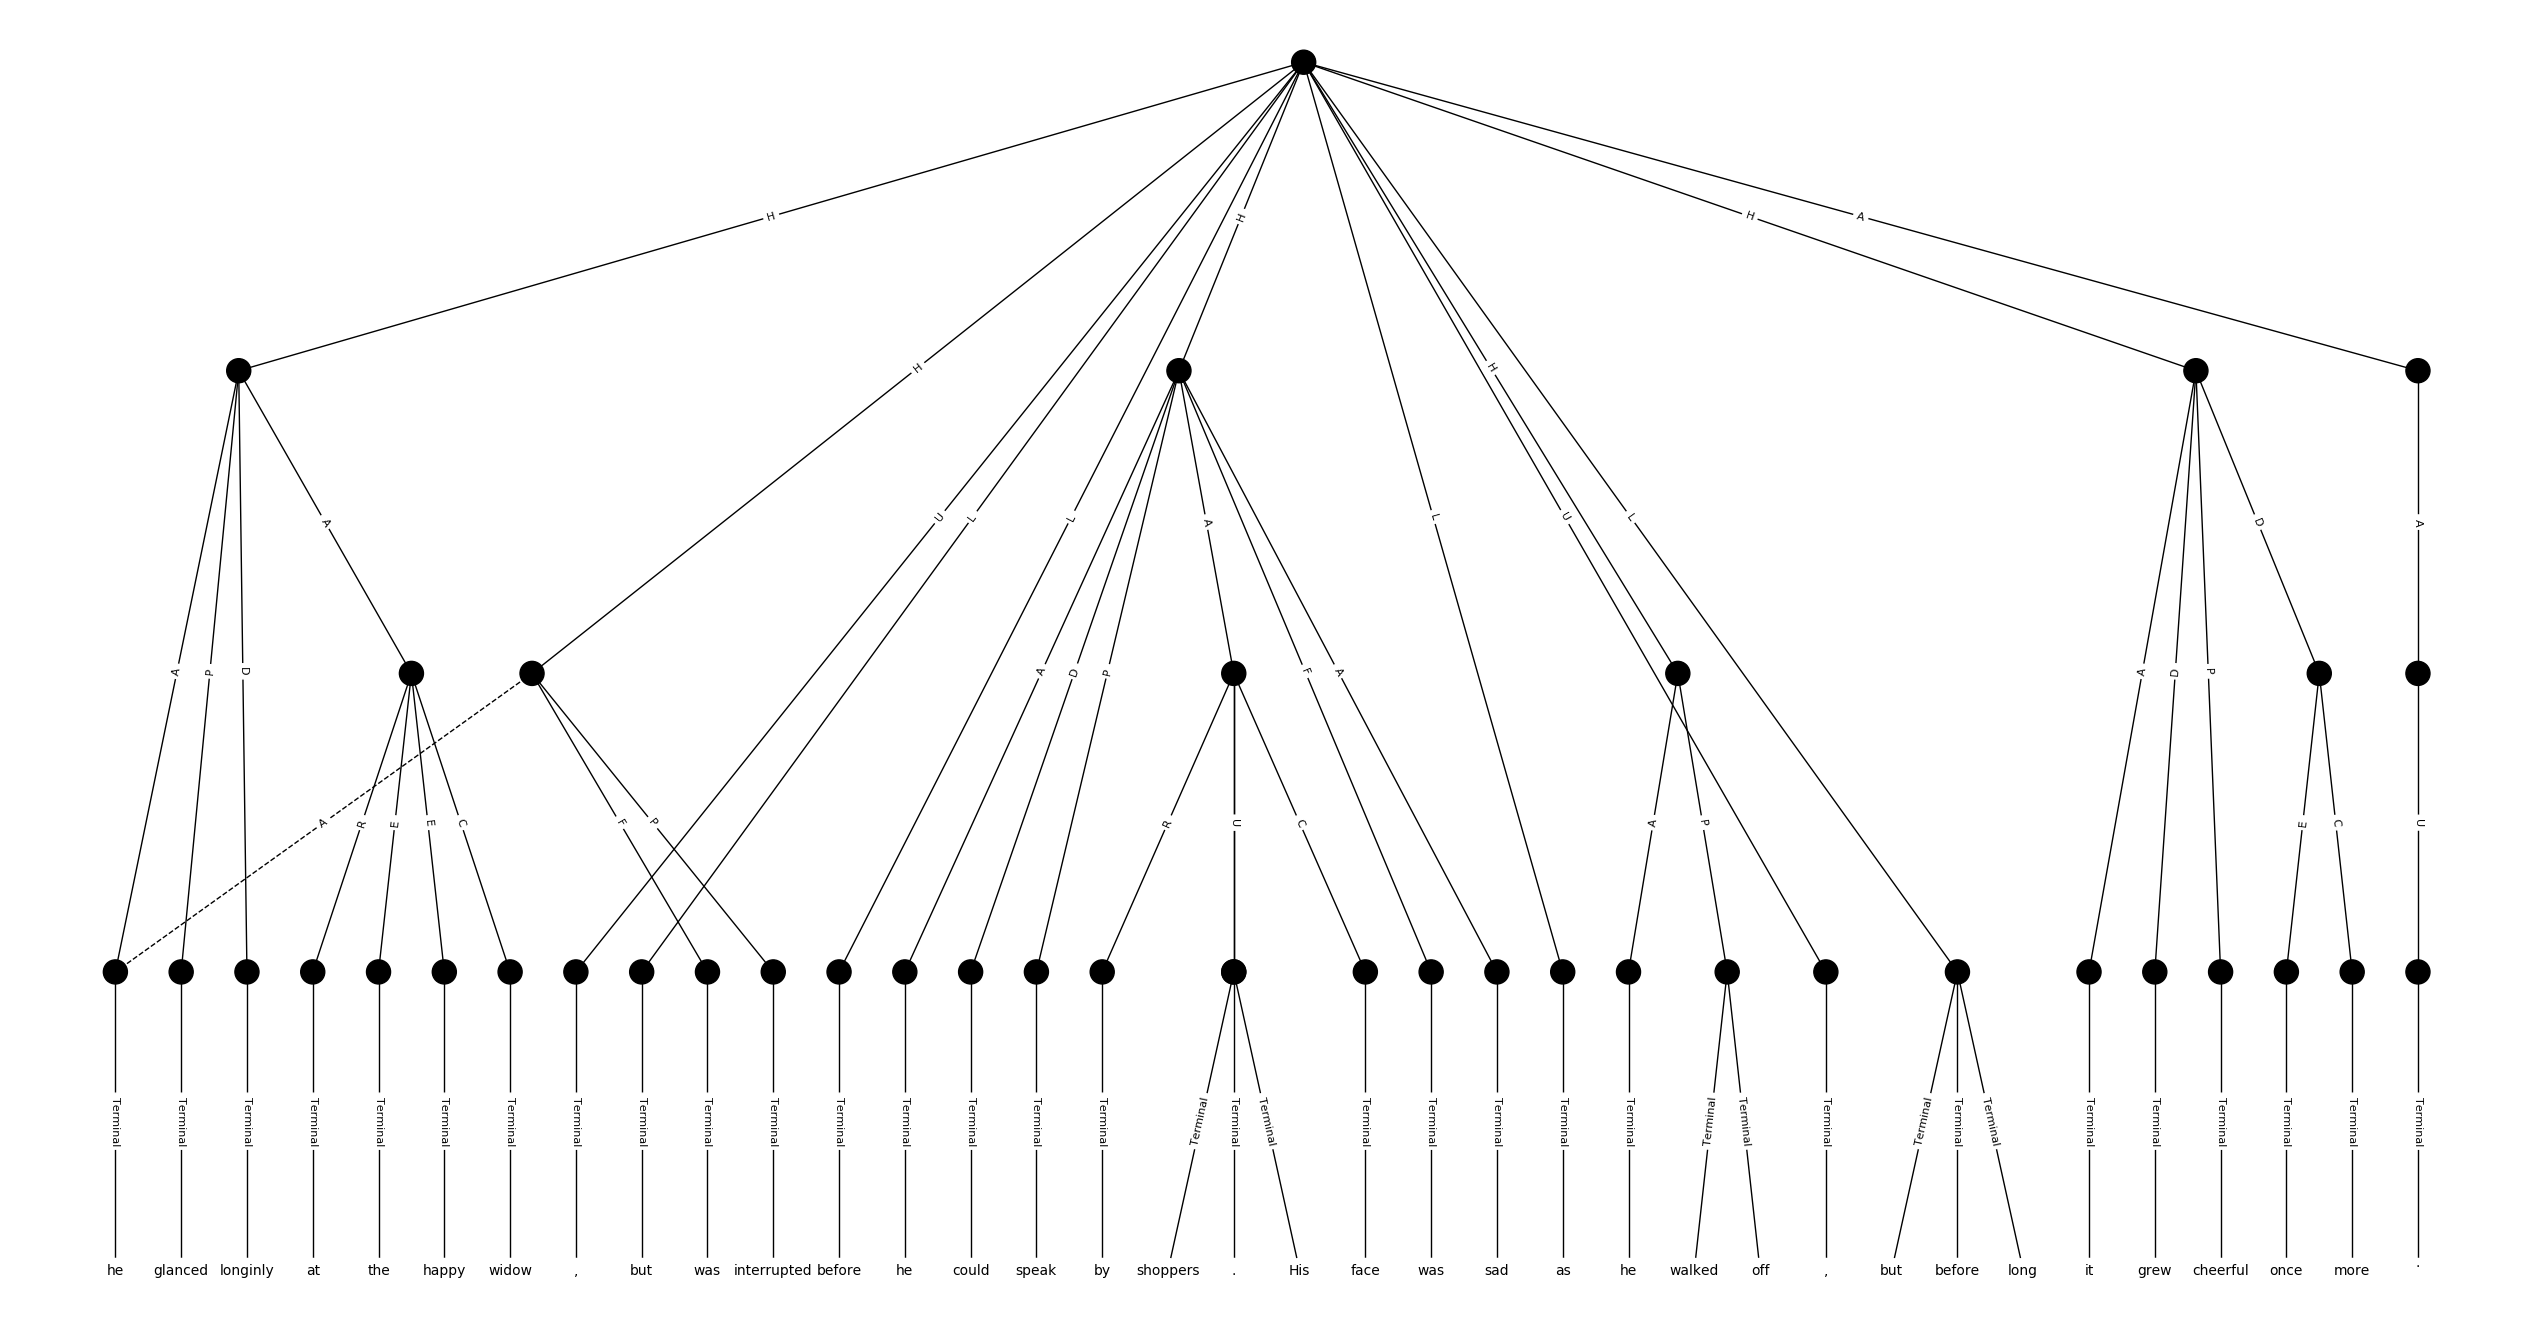 H H A
H
H H
A U L L A L U L D A
A P D A D P F A A D P
A R E E C F P R U C A P E C U
Terminal Terminal Terminal Terminal Terminal Terminal Terminal Terminal Terminal Terminal Terminal Terminal Terminal Terminal Terminal Terminal Terminal Terminal Terminal Terminal Terminal Terminal Terminal Terminal Terminal Terminal Terminal Terminal Terminal Terminal Terminal Terminal Terminal Terminal Terminal Terminal
he glanced longinly at the happy widow , but was interrupted before he could speak by shoppers . His face was sad as he walked off , but before long it grew cheerful once more .